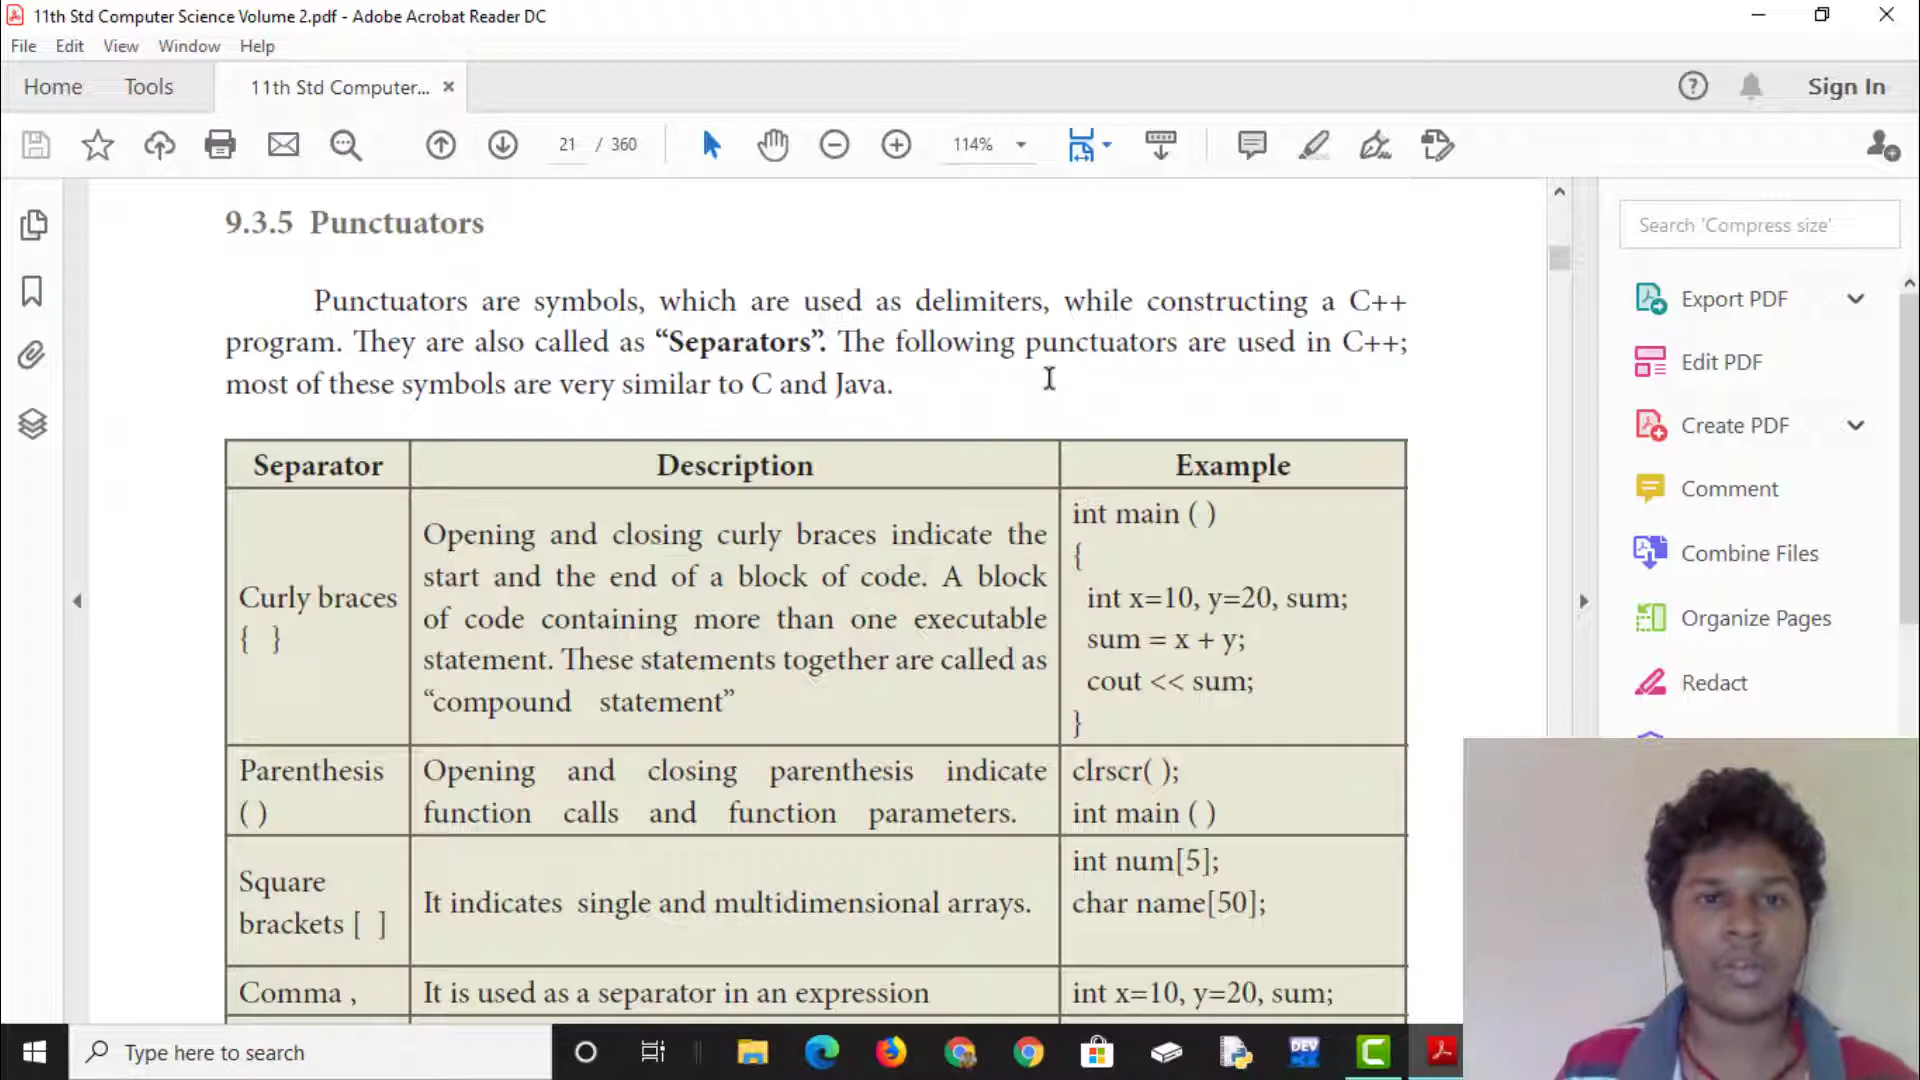 11th Std Computer Science Volume 2.pdf - Adobe Acrobat Reader DC
File Edit View Window Help
Home Tools 11th Std Computer... × Sign In
21 / 360 114%
9.3.5 Punctuators
Punctuators are symbols, which are used as delimiters, while constructing a C++
program. They are also called as “Separators”. The following punctuators are used in C++;
most of these symbols are very similar to C and Java.
Separator Description Example
Curly braces
{ }
Opening and closing curly braces indicate the
start and the end of a block of code. A block
of code containing more than one executable
statement. These statements together are called as
“compound statement”
int main ( )
{
int x=10, y=20, sum;
sum = x + y;
cout << sum;
}
Parenthesis
( )
Opening and closing parenthesis indicate
function calls and function parameters.
clrscr( );
int main ( )
Square
brackets [ ]
It indicates single and multidimensional arrays.
int num[5];
char name[50];
Comma , It is used as a separator in an expression int x=10, y=20, sum;
Search 'Compress size'
Export PDF
Edit PDF
Create PDF
Comment
Combine Files
Organize Pages
Redact
Type here to search
DEV